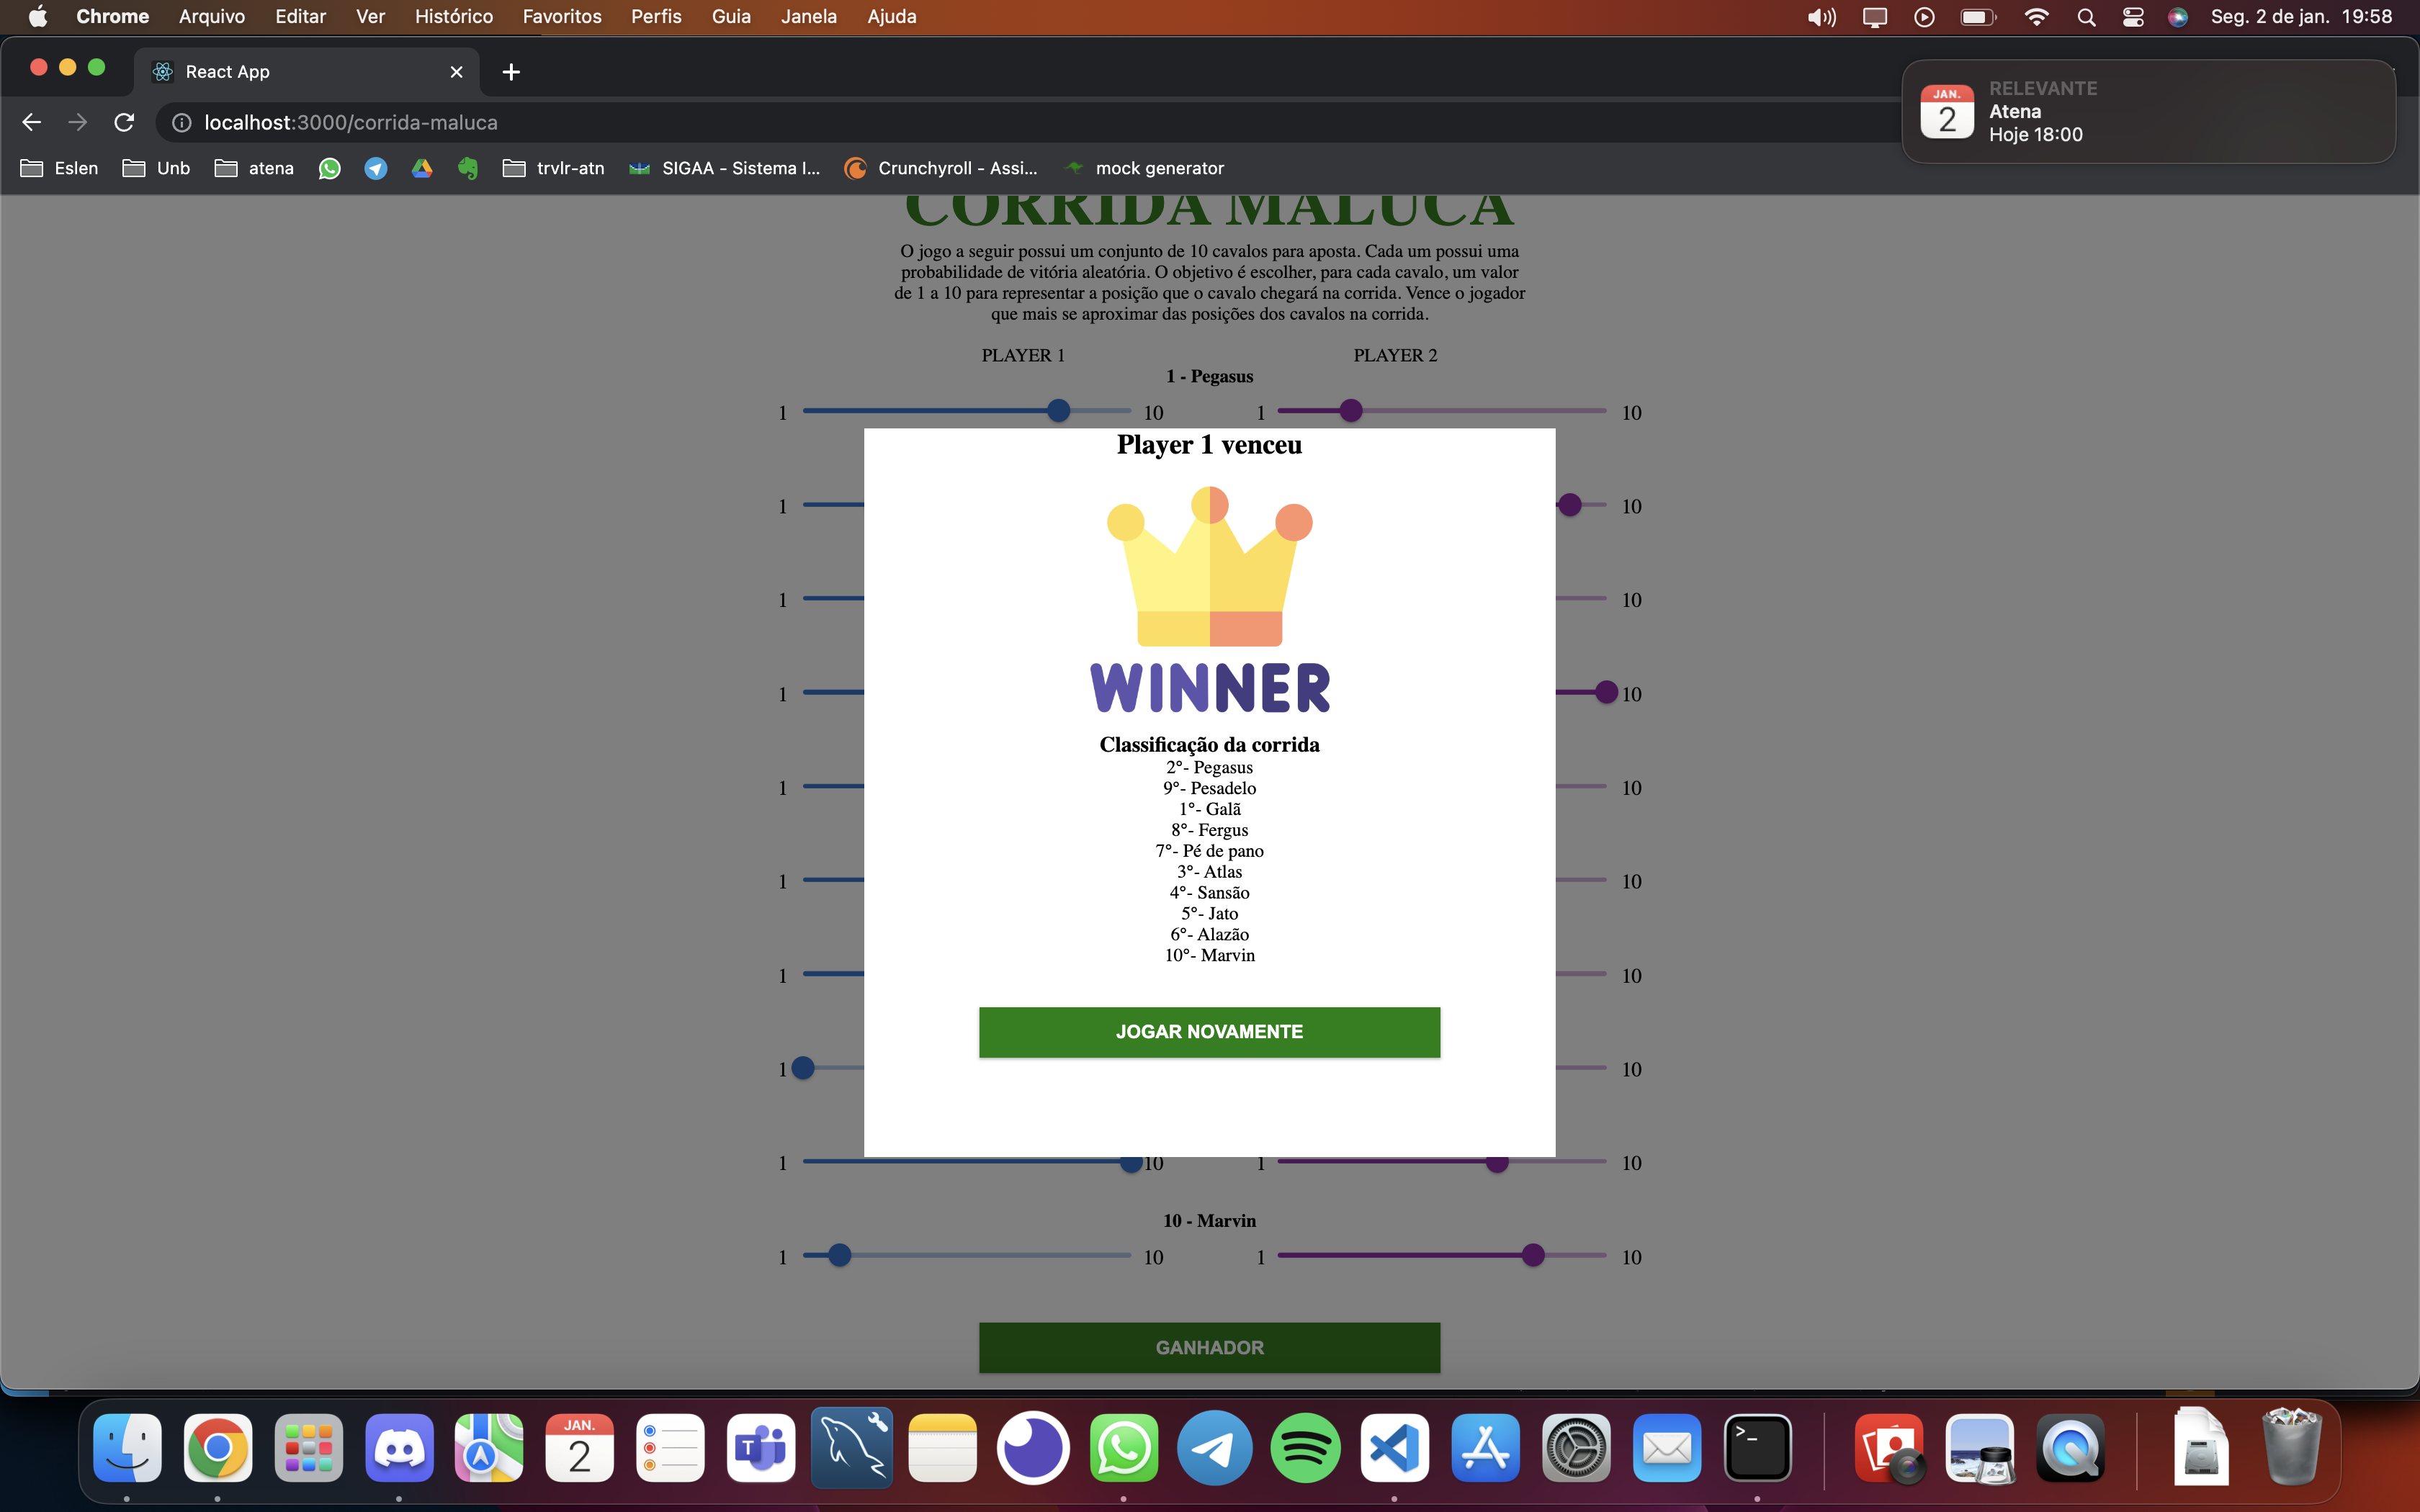 Chrome Arquivo Editar Ver Histórico Favoritos Perfis Guia Janela Ajuda Seg. 2 de jan. 19:58
React App
localhost:3000/corrida-maluca
JAN.
2
RELEVANTE
Atena
Hoje 18:00
Eslen Unb atena trvlr-atn SIGAA - Sistema I... Crunchyroll - Assi... mock generator
CORRIDA MALUCA
O jogo a seguir possui um conjunto de 10 cavalos para aposta. Cada um possui uma
probabilidade de vitória aleatória. O objetivo é escolher, para cada cavalo, um valor
de 1 a 10 para representar a posição que o cavalo chegará na corrida. Vence o jogador
que mais se aproximar das posições dos cavalos na corrida.
PLAYER 1 PLAYER 2
1 - Pegasus
1 10 1 10
Player 1 venceu
1 10
1 10
WINNER
1 10
Classificação da corrida
2°- Pegasus
9°- Pesadelo
1 10
1°- Galã
8°- Fergus
7°- Pé de pano
3°- Atlas
1 10
4°- Sansão
5°- Jato
6°- Alazão
10°- Marvin
1 10
JOGAR NOVAMENTE
1 10
1 10 1 10
10 - Marvin
1 10 1 10
GANHADOR
JAN.
2
T
>_